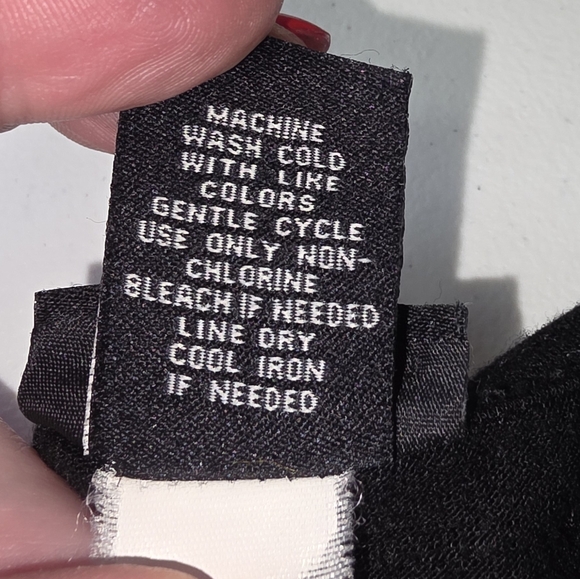 MACHINE
WASH COLD
WITH LIKE
COLORS
GENTLE CYCLE
USE ONLY NON-
CHLORINE
BLEACH IF NEEDED
LINE DRY
COOL IRON
IF NEEDED